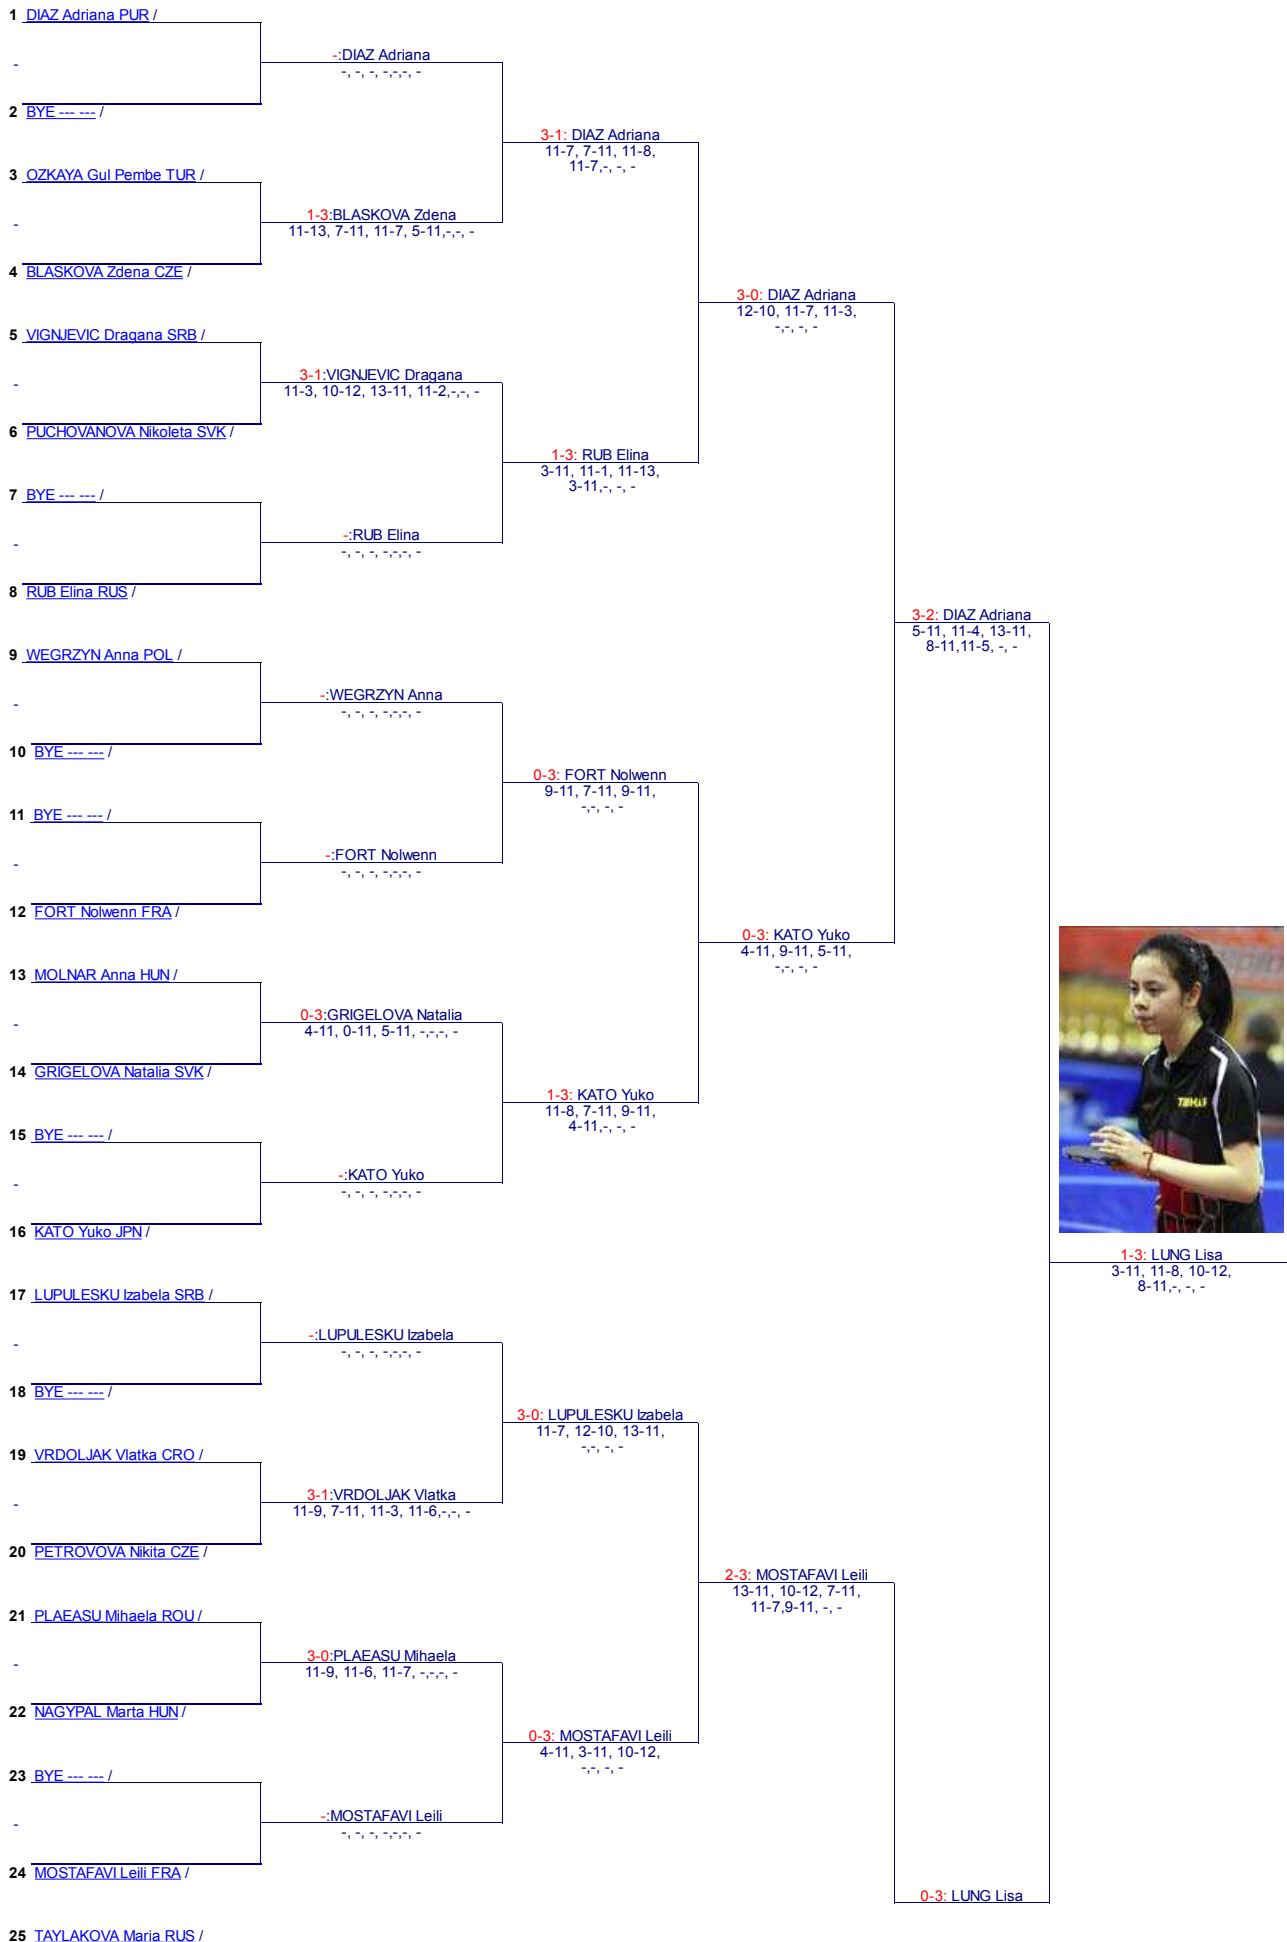 1 DIAZ Adriana PUR /
-:DIAZ Adriana
-
-, -, -, -,-,-, -
2 BYE --- --- /
3-1: DIAZ Adriana
11-7, 7-11, 11-8,
11-7,-, -, -
3 OZKAYA Gul Pembe TUR /
1-3:BLASKOVA Zdena
-
11-13, 7-11, 11-7, 5-11,-,-, -
4 BLASKOVA Zdena CZE /
3-0: DIAZ Adriana
12-10, 11-7, 11-3,
-,-, -, -
5 VIGNJEVIC Dragana SRB /
3-1:VIGNJEVIC Dragana
-
11-3, 10-12, 13-11, 11-2,-,-, -
6 PUCHOVANOVA Nikoleta SVK /
1-3: RUB Elina
3-11, 11-1, 11-13,
3-11,-, -, -
7 BYE --- --- /
-:RUB Elina
-
-, -, -, -,-,-, -
8 RUB Elina RUS /
3-2: DIAZ Adriana
5-11, 11-4, 13-11,
8-11,11-5, -, -
9 WEGRZYN Anna POL /
-:WEGRZYN Anna
-
-, -, -, -,-,-, -
10 BYE --- --- /
0-3: FORT Nolwenn
9-11, 7-11, 9-11,
-,-, -, -
11 BYE --- --- /
-:FORT Nolwenn
-
-, -, -, -,-,-, -
12 FORT Nolwenn FRA /
0-3: KATO Yuko
4-11, 9-11, 5-11,
-,-, -, -
13 MOLNAR Anna HUN /
0-3:GRIGELOVA Natalia
-
4-11, 0-11, 5-11, -,-,-, -
14 GRIGELOVA Natalia SVK /
1-3: KATO Yuko
11-8, 7-11, 9-11,
4-11,-, -, -
15 BYE --- --- /
-:KATO Yuko
-
-, -, -, -,-,-, -
16 KATO Yuko JPN /
1-3: LUNG Lisa
3-11, 11-8, 10-12,
8-11,-, -, -
17 LUPULESKU Izabela SRB /
-:LUPULESKU Izabela
-
-, -, -, -,-,-, -
18 BYE --- --- /
3-0: LUPULESKU Izabela
11-7, 12-10, 13-11,
-,-, -, -
19 VRDOLJAK Vlatka CRO /
3-1:VRDOLJAK Vlatka
-
11-9, 7-11, 11-3, 11-6,-,-, -
20 PETROVOVA Nikita CZE /
2-3: MOSTAFAVI Leili
13-11, 10-12, 7-11,
11-7,9-11, -, -
21 PLAEASU Mihaela ROU /
3-0:PLAEASU Mihaela
-
11-9, 11-6, 11-7, -,-,-, -
22 NAGYPAL Marta HUN /
0-3: MOSTAFAVI Leili
4-11, 3-11, 10-12,
-,-, -, -
23 BYE --- --- /
-:MOSTAFAVI Leili
-
-, -, -, -,-,-, -
24 MOSTAFAVI Leili FRA /
0-3: LUNG Lisa
25 TAYLAKOVA Maria RUS /